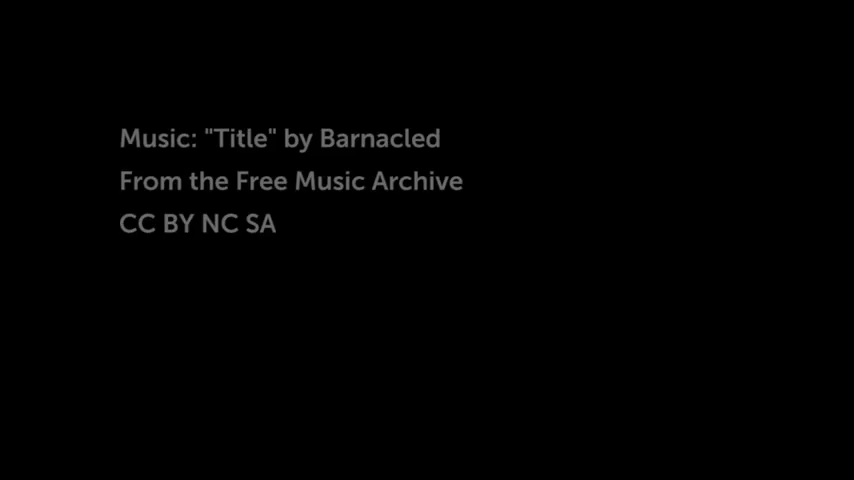 Music: "Title" by Barnacled
From the Free Music Archive
CC BY NC SA